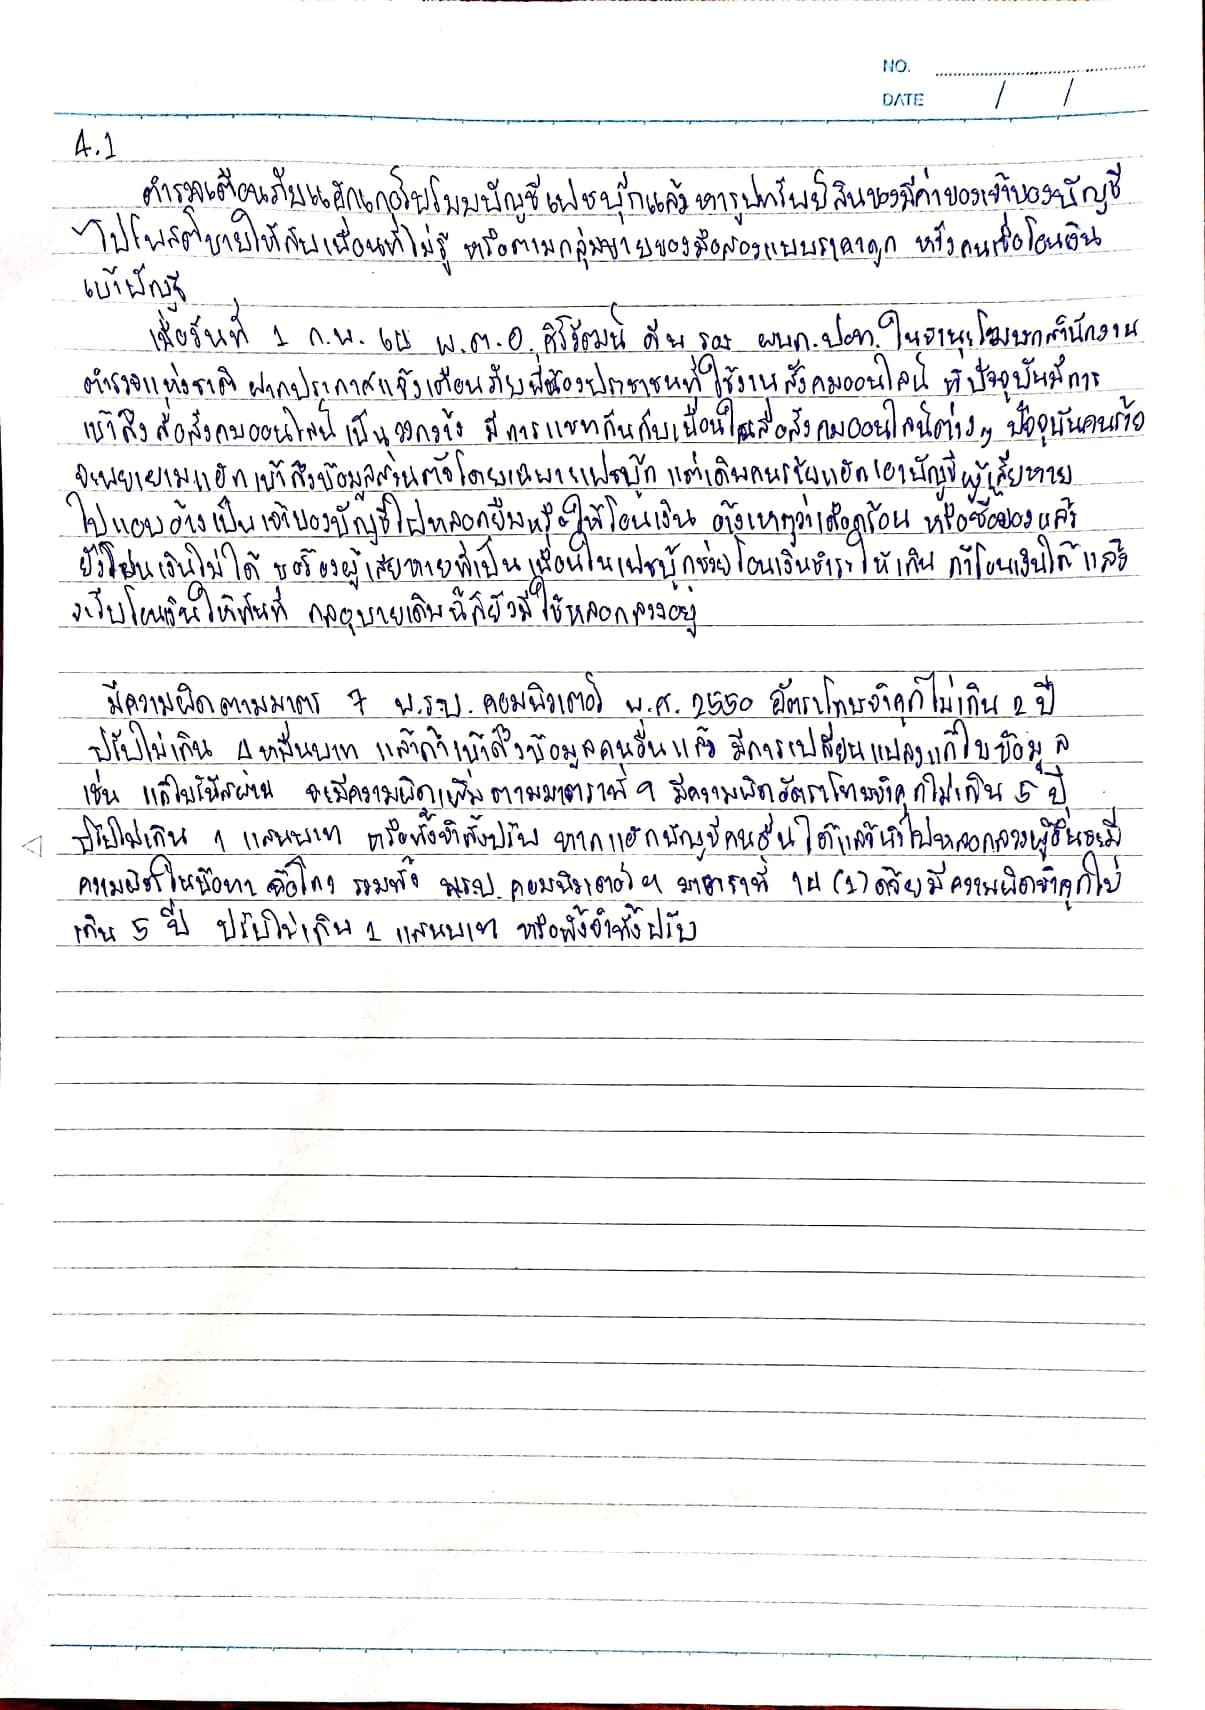 NO.
DATE / /
4.1
ตำรวจเตือนภัยแฮกเกอร์ขโมยบัญชีเฟซบุ๊กแล้วหารูปทรัพย์สินของมีค่าของเจ้าของบัญชี
ไปโพสต์ขายให้กับเพื่อนที่ไม่รู้ หรือตามกลุ่มขายของมือสองแบบราคาถูก หวังคนเชื่อโอนเงิน
เข้าบัญชี
เมื่อวันที่ 1 ก.พ. พ.ต.อ. ศิริวัฒน์ ดีพอ รอง ผบก.ปอท. ในฐานะโฆษกสำนักงาน
ตำรวจแห่งชาติ ฝากประกาศแจ้งเตือนภัยพี่น้องประชาชนที่ใช้งานสังคมออนไลน์ ที่ปัจจุบันมีการ
เข้าถึงสื่อสังคมออนไลน์เป็นวงกว้าง มีการแชทกันกับเพื่อนในสื่อสังคมออนไลน์ต่างๆ ปัจจุบันคนร้าย
จะพยายามแฮกเข้าถึงข้อมูลส่วนตัวโดยเฉพาะเฟซบุ๊ก แต่เดิมคนร้ายแฮกเอาบัญชีผู้เสียหาย
ไปแอบอ้างเป็นเจ้าของบัญชีไปหลอกยืมหรือให้โอนเงิน อ้างเหตุว่าเดือดร้อน หรือซื้อของแล้ว
ยังโอนเงินไม่ได้ ขอร้องผู้เสียหายที่เป็นเพื่อนในเฟซบุ๊กช่วยโอนเงินชำระให้เกิน ถ้าโอนเงินได้แล้ว
จะรีบโอนเงินให้ทันที กลอุบายเดิมนี้ก็ยังมีใช้หลอกลวงอยู่
มีความผิดตามมาตร 7 พ.ร.บ. คอมพิวเตอร์ พ.ศ. 2550 อัตราโทษจำคุกไม่เกิน 2 ปี
ปรับไม่เกิน 4 หมื่นบาท แล้วถ้าเข้าถึงข้อมูลคนอื่นแล้ว มีการเปลี่ยนแปลงแก้ไขข้อมูล
เช่น แก้ไขรหัสผ่าน จะมีความผิดเพิ่มตามมาตราที่ 9 มีความผิดอัตราโทษจำคุกไม่เกิน 5 ปี
ปรับไม่เกิน 1 แสนบาท หรือทั้งจำทั้งปรับ หากแฮกบัญชีคนอื่นได้แล้วนำไปหลอกลวงผู้อื่นจะมี
ความผิดในข้อหา ฉ้อโกง รวมทั้ง พรบ. คอมพิวเตอร์ฯ มาตราที่ 14 (1) ด้วยมีความผิดจำคุกไม่
เกิน 5 ปี ปรับไม่เกิน 1 แสนบาท หรือทั้งจำทั้งปรับ